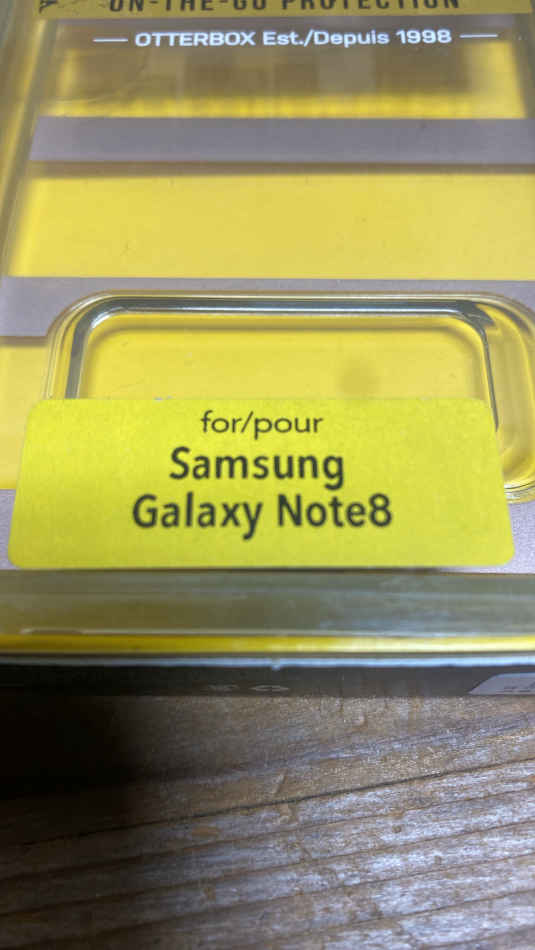 ON-THE-GO PROTECTION
OTTERBOX Est./Depuis 1998
for/pour
Samsung
Galaxy Note8